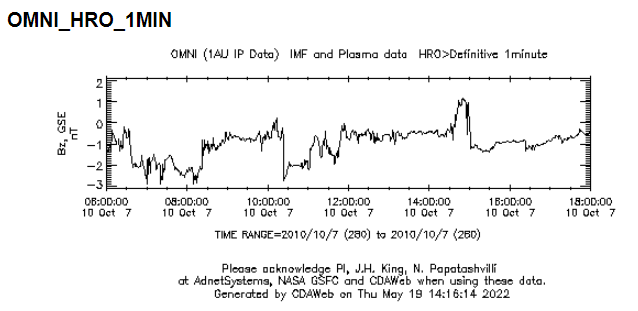 OMNI_HRO_1MIN
OMNI (1AU IP Data) IMF and Plasma data HRO>Definitive 1minute
Bz, GSE
nT
2
1
0
-1
-2
-3
06:00:00 08:00:00 10:00:00 12:00:00 14:00:00 16:00:00 18:00:00
10 Oct 7 10 Oct 7 10 Oct 7 10 Oct 7 10 Oct 7 10 Oct 7 10 Oct 7
TIME RANGE=2010/10/7 (280) to 2010/10/7 (280)
Please acknowledge PI, J.H. King, N. Papatashvilli
at AdnetSystems, NASA GSFC and CDAWeb when using these data.
Generated by CDAWeb on Thu May 19 14:16:14 2022